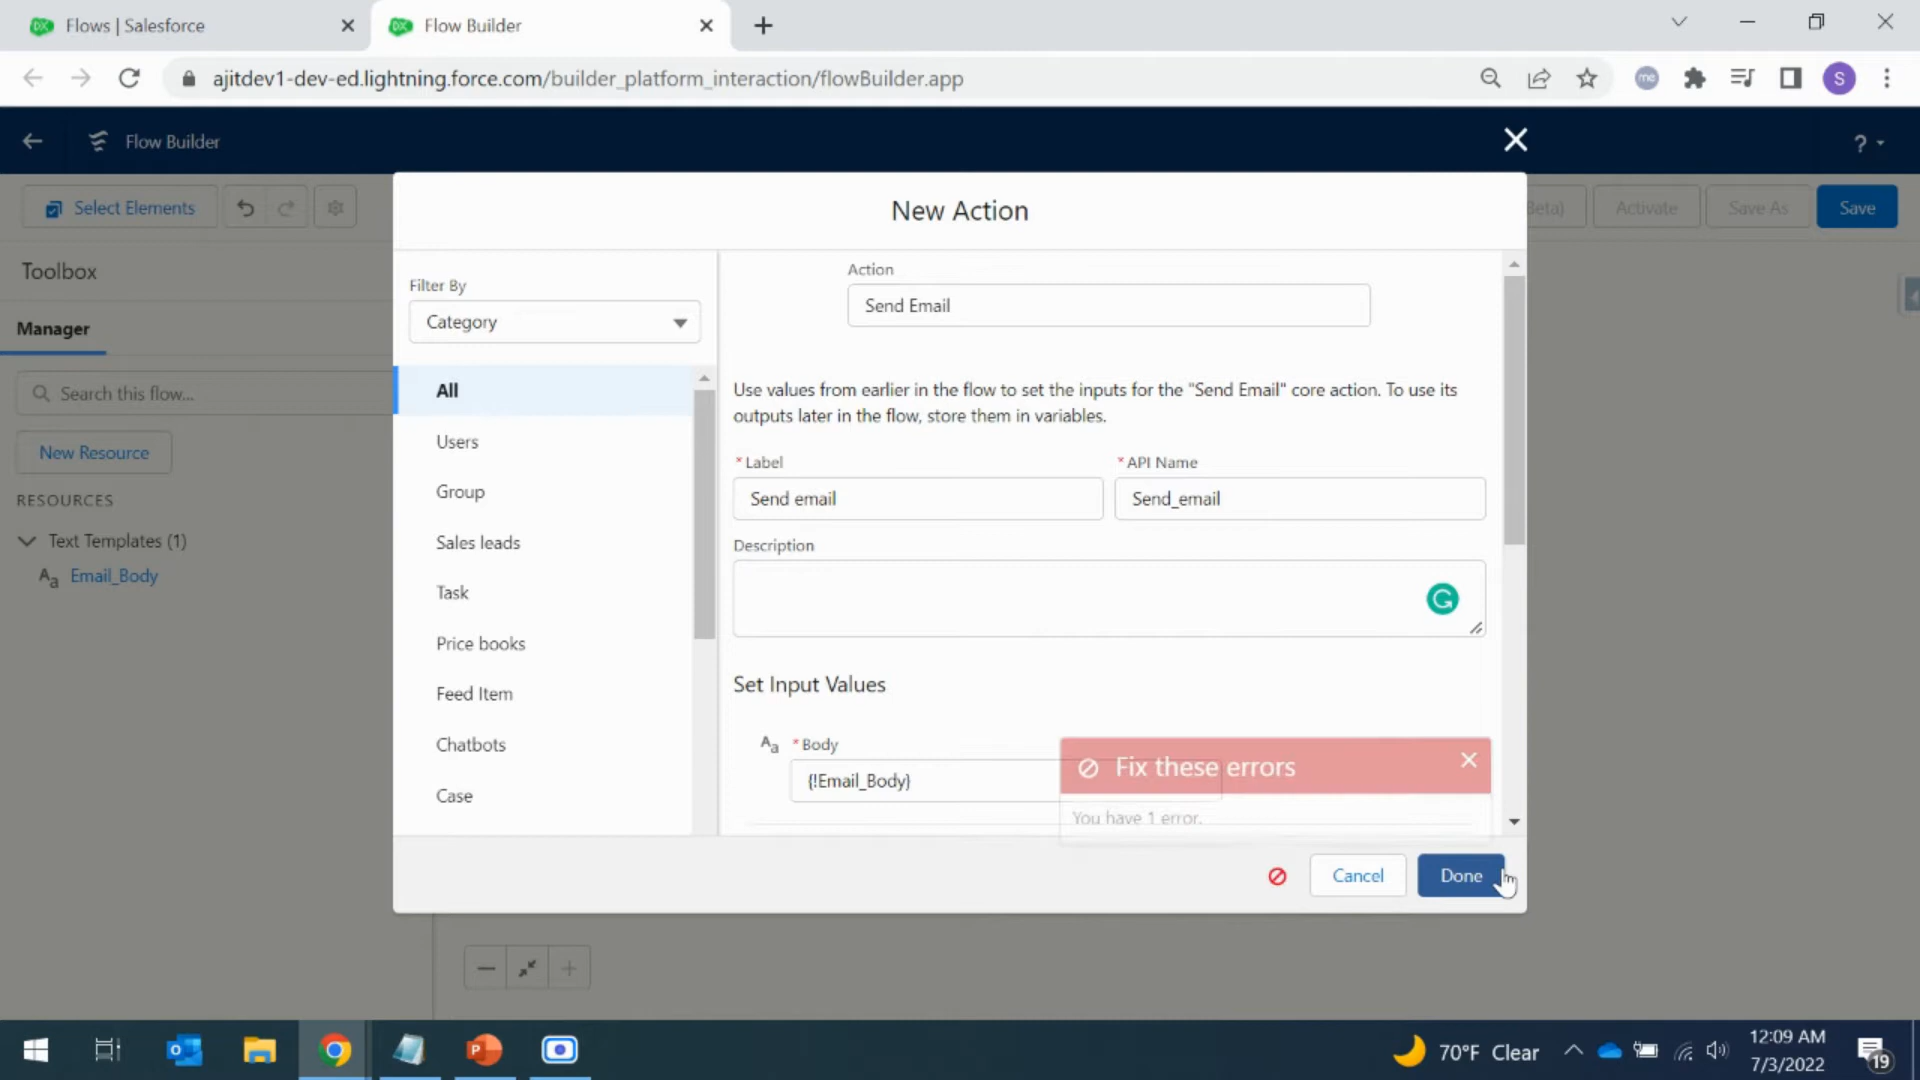 Flows | Salesforce
Flow Builder
ajitdev1-dev-ed.lightning.force.com/builder_platform_interaction/flowBuilder.app
me
S
Flow Builder
?
Select Elements
Beta)
Activate
Save As
Save
Toolbox
Manager
Search this flow...
New Resource
RESOURCES
Text Templates (1)
Aa Email_Body
New Action
Filter By
Category
All
Users
Group
Sales leads
Task
Price books
Feed Item
Chatbots
Case
Action
Send Email
Use values from earlier in the flow to set the inputs for the "Send Email" core action. To use its
outputs later in the flow, store them in variables.
*Label
Send email
*API Name
Send_email
Description
Set Input Values
Aa *Body
{!Email_Body}
Fix these errors
You have 1 error.
Cancel
Done
70°F Clear
12:09 AM
7/3/2022
19